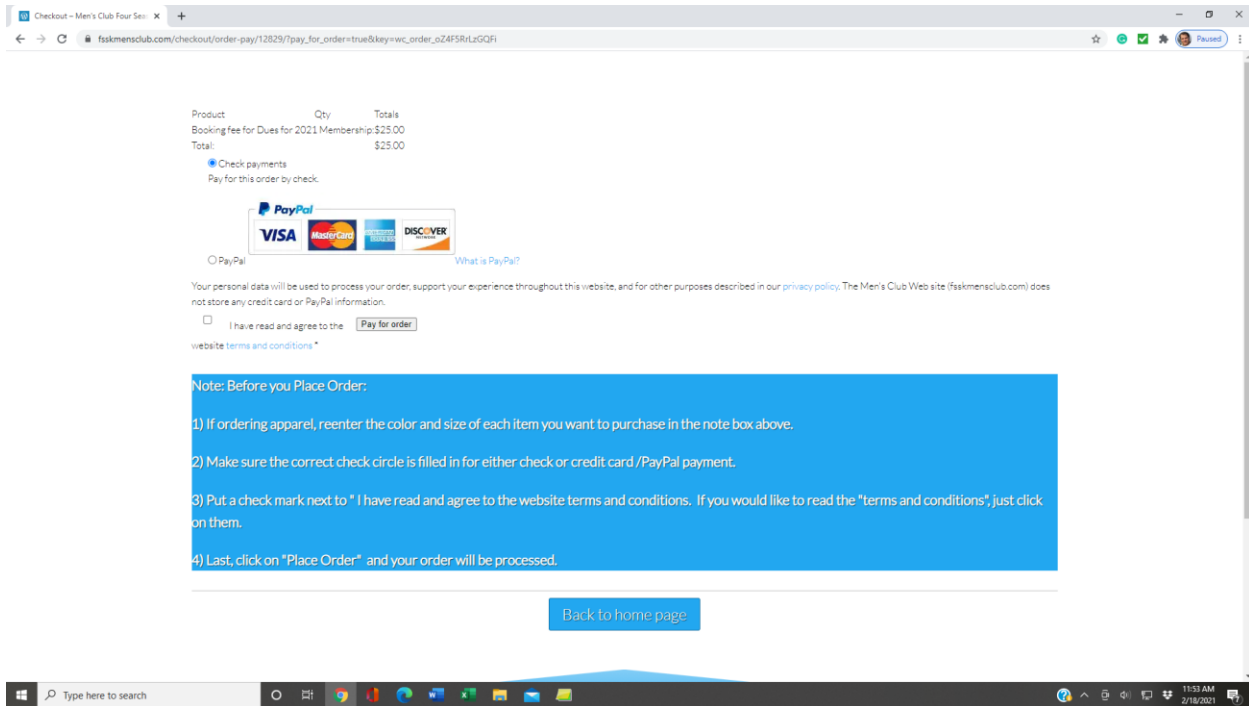 Checkout – Men's Club Four Sea
fsskmensclub.com/checkout/order-pay/12829/?pay_for_order=true&key=wc_order_oZ4F5RrLzGQFi
Paused
Product Qty Totals
Booking fee for Dues for 2021 Membership:$25.00
Total: $25.00
Check payments
Pay for this order by check.
PayPal
VISA MasterCard AMERICAN EXPRESS DISCOVER NETWORK
PayPal What is PayPal?
Your personal data will be used to process your order, support your experience throughout this website, and for other purposes described in our privacy policy. The Men's Club Web site (fsskmensclub.com) does
not store any credit card or PayPal information.
I have read and agree to the Pay for order
website terms and conditions *
Note: Before you Place Order:
1) If ordering apparel, reenter the color and size of each item you want to purchase in the note box above.
2) Make sure the correct check circle is filled in for either check or credit card /PayPal payment.
3) Put a check mark next to " I have read and agree to the website terms and conditions. If you would like to read the "terms and conditions", just click
on them.
4) Last, click on "Place Order" and your order will be processed.
Back to home page
Type here to search
11:53 AM
2/18/2021